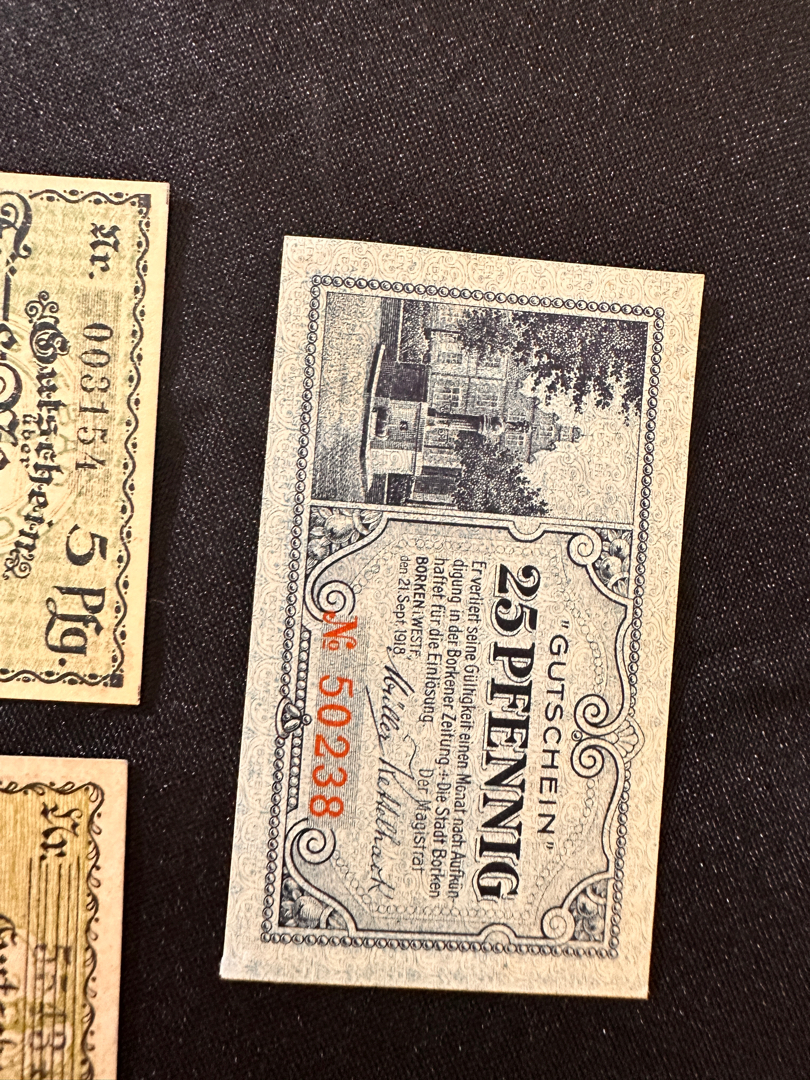 "GUTSCHEIN"
25 PFENNIG
Er verliert seine Gültigkeit einen Monat nach Aufkün-
digung in der Borkener Zeitung. Die Stadt Borken
haftet für die Einlösung.
Der Magistrat
BORKEN i. WESTF.,
den 21. Sept. 1918.
№ 50238
Nr. 003154
5 Pfg.
Gutschein
über
Nr.